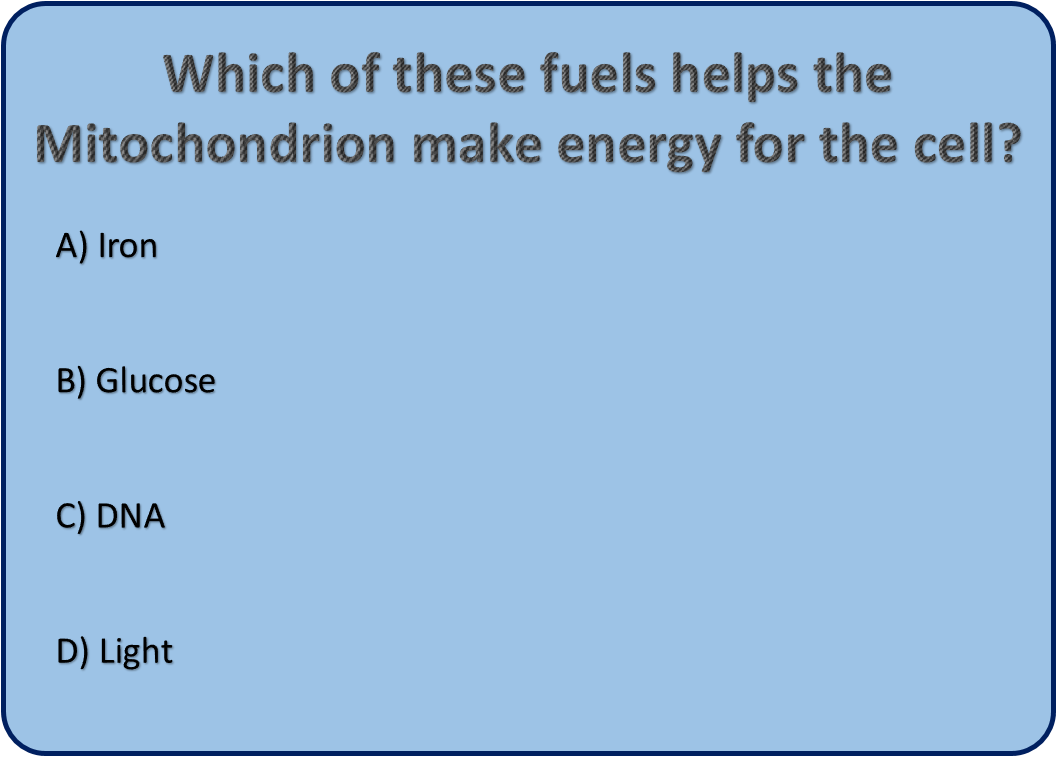 Which of these fuels helps the
Mitochondrion make energy for the cell?
A) Iron
B) Glucose
C) DNA
D) Light